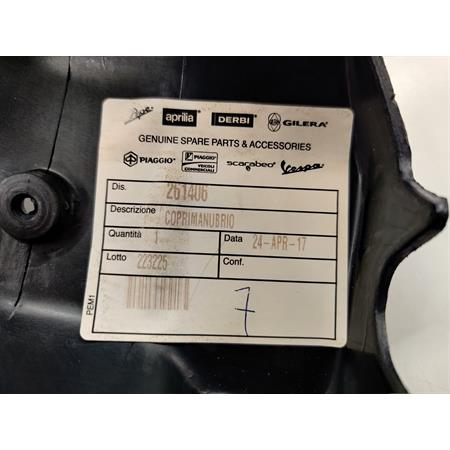 Ape aprilia DERBI GILERA
GENUINE SPARE PARTS & ACCESSORIES
PIAGGIO PIAGGIO VEICOLI COMMERCIALI scarabeo Vespa
Dis. 261406
Descrizione COPRIMANUBRIO
Quantità 1 Data 24-APR-17
Lotto 223225 Conf.
7
PEM1